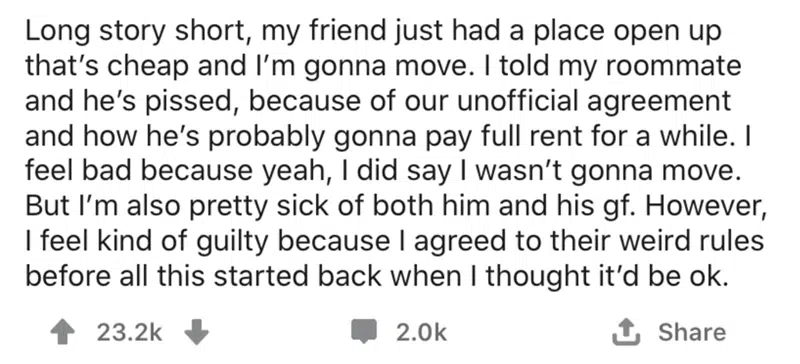 Long story short, my friend just had a place open up
that’s cheap and I’m gonna move. I told my roommate
and he’s pissed, because of our unofficial agreement
and how he’s probably gonna pay full rent for a while. I
feel bad because yeah, I did say I wasn’t gonna move.
But I’m also pretty sick of both him and his gf. However,
I feel kind of guilty because I agreed to their weird rules
before all this started back when I thought it’d be ok.
23.2k 2.0k Share